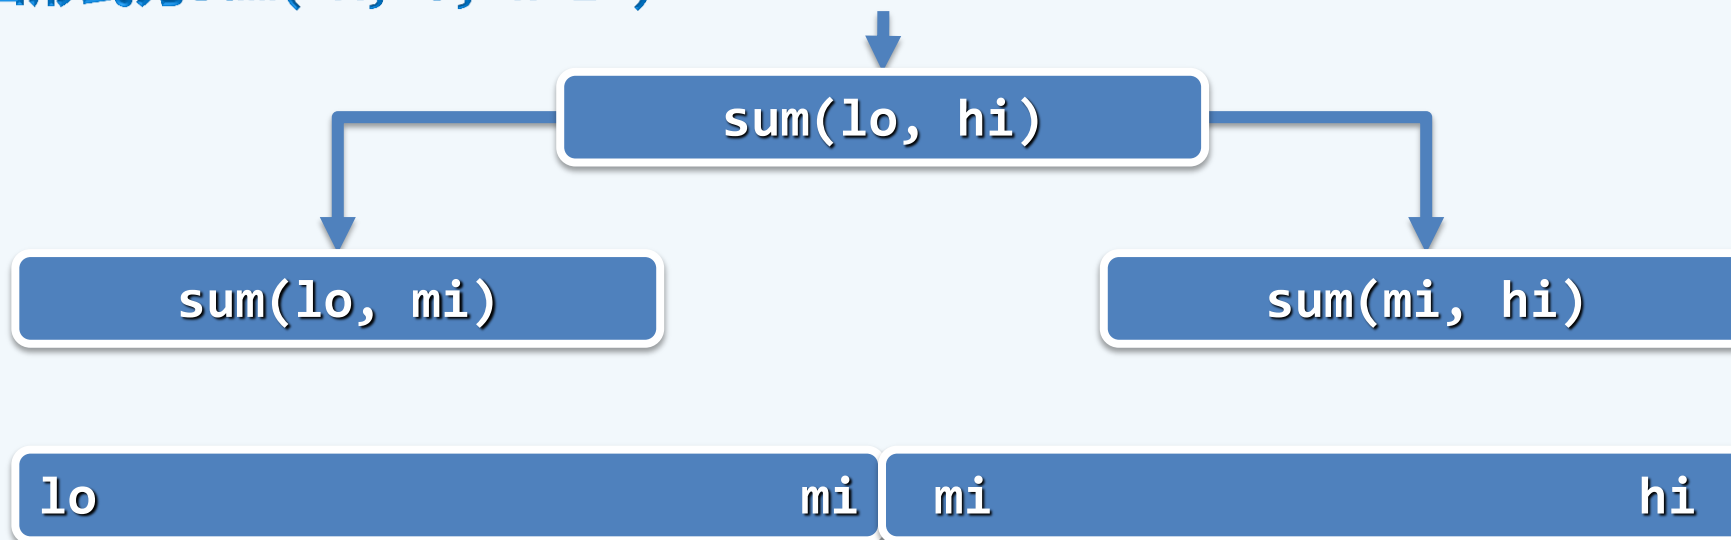 sum(lo, hi)
sum(lo, mi) sum(mi, hi)
lo mi mi hi